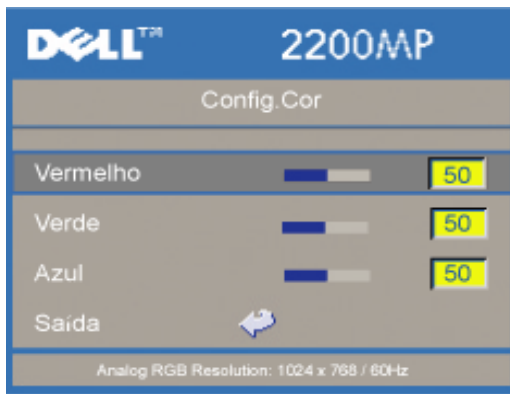 DELL™ 2200MP
Config.Cor
Vermelho 50
Verde 50
Azul 50
Saída
Analog RGB Resolution: 1024 x 768 / 60Hz